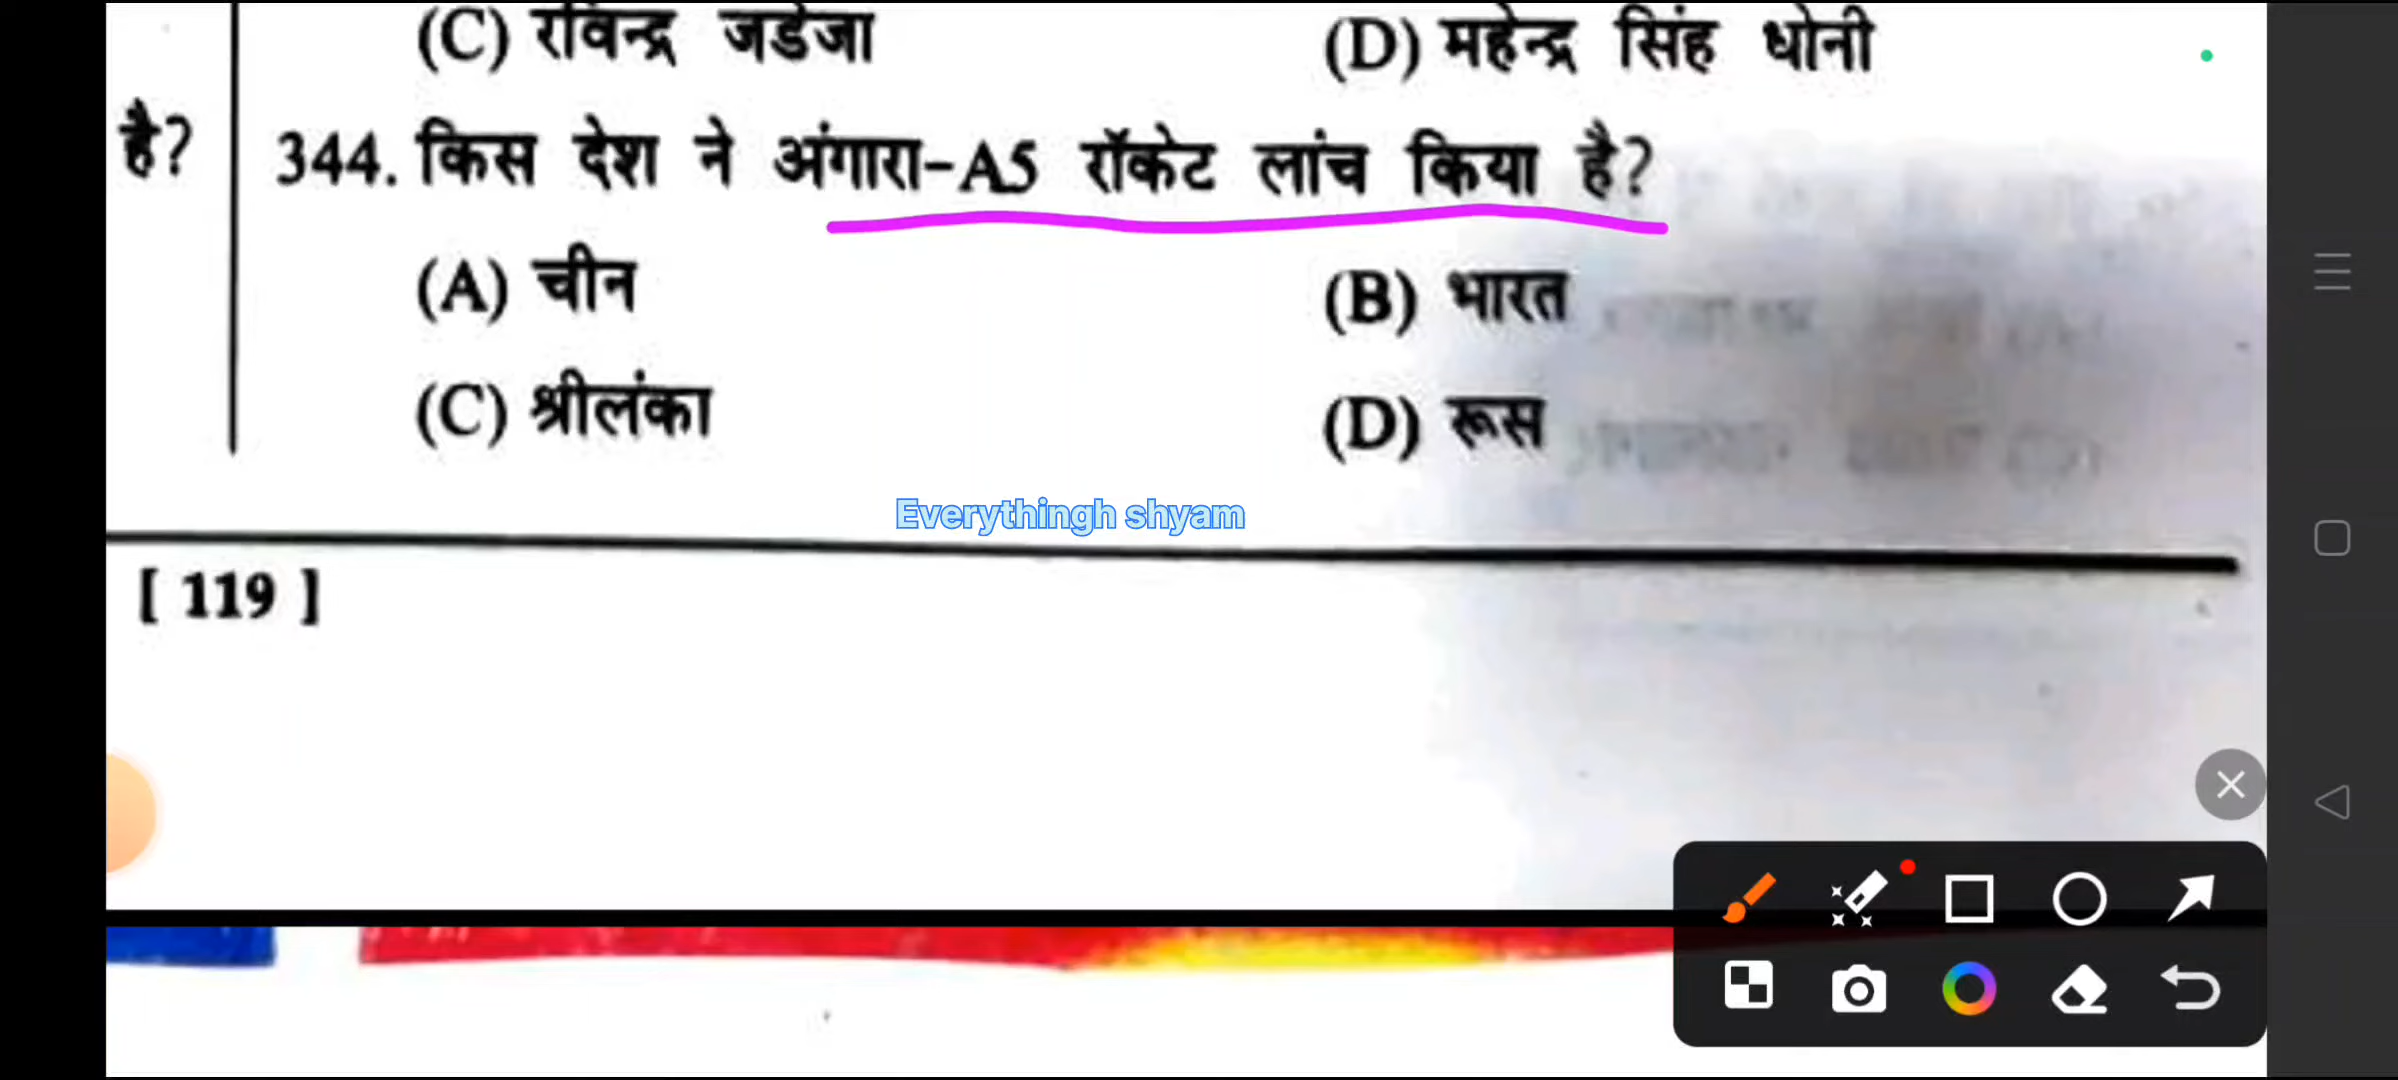 (C) रविन्द्र जडेजा (D) महेन्द्र सिंह धोनी
है? 344. किस देश ने अंगारा-A5 रॉकेट लांच किया है?
(A) चीन (B) भारत
(C) श्रीलंका (D) रूस
Everythingh shyam
[ 119 ]